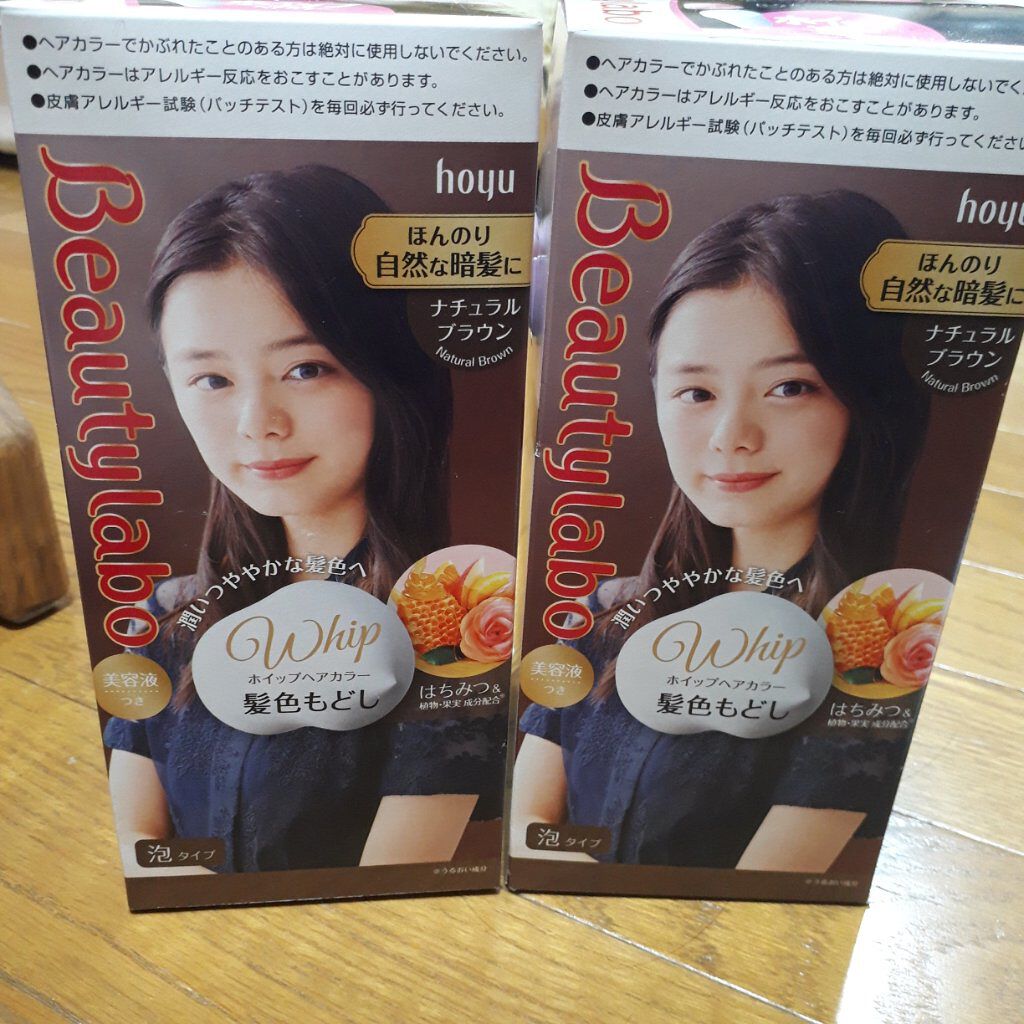 ●ヘアカラーでかぶれたことのある方は絶対に使用しないでください。
●ヘアカラーはアレルギー反応をおこすことがあります。
●皮膚アレルギー試験(パッチテスト)を毎回必ず行ってください。
hoyu
Beautylabo
ほんのり
自然な暗髪に
ナチュラル
ブラウン
Natural Brown
潤いつややかな髪色へ
Whip
ホイップヘアカラー
髪色もどし
美容液
つき
はちみつ&
植物・果実 成分配合※
泡タイプ
※うるおい成分
labo
●ヘアカラーでかぶれたことのある方は絶対に使用しないでく
●ヘアカラーはアレルギー反応をおこすことがあります。
●皮膚アレルギー試験(パッチテスト)を毎回必ず行ってくださ
hoyu
Beautylabo
ほんのり
自然な暗髪に
ナチュラル
ブラウン
Natural Brown
潤いつややかな髪色へ
Whip
ホイップヘアカラー
髪色もどし
美容液
つき
はちみつ&
植物・果実 成分配合※
泡タイプ
※うるおい成分